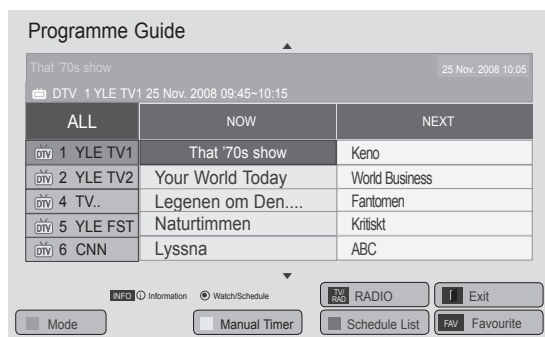 Programme Guide
That '70s show
25 Nov. 2008 10:05
DTV 1 YLE TV1 25 Nov. 2008 09:45~10:15
ALL NOW NEXT
DTV 1 YLE TV1 That '70s show Keno
DTV 2 YLE TV2 Your World Today World Business
DTV 4 TV.. Legenen om Den.... Fantomen
DTV 5 YLE FST Naturtimmen Kritiskt
DTV 6 CNN Lyssna ABC
INFO i Information Watch/Schedule TV/RAD RADIO Exit
Mode Manual Timer Schedule List FAV Favourite